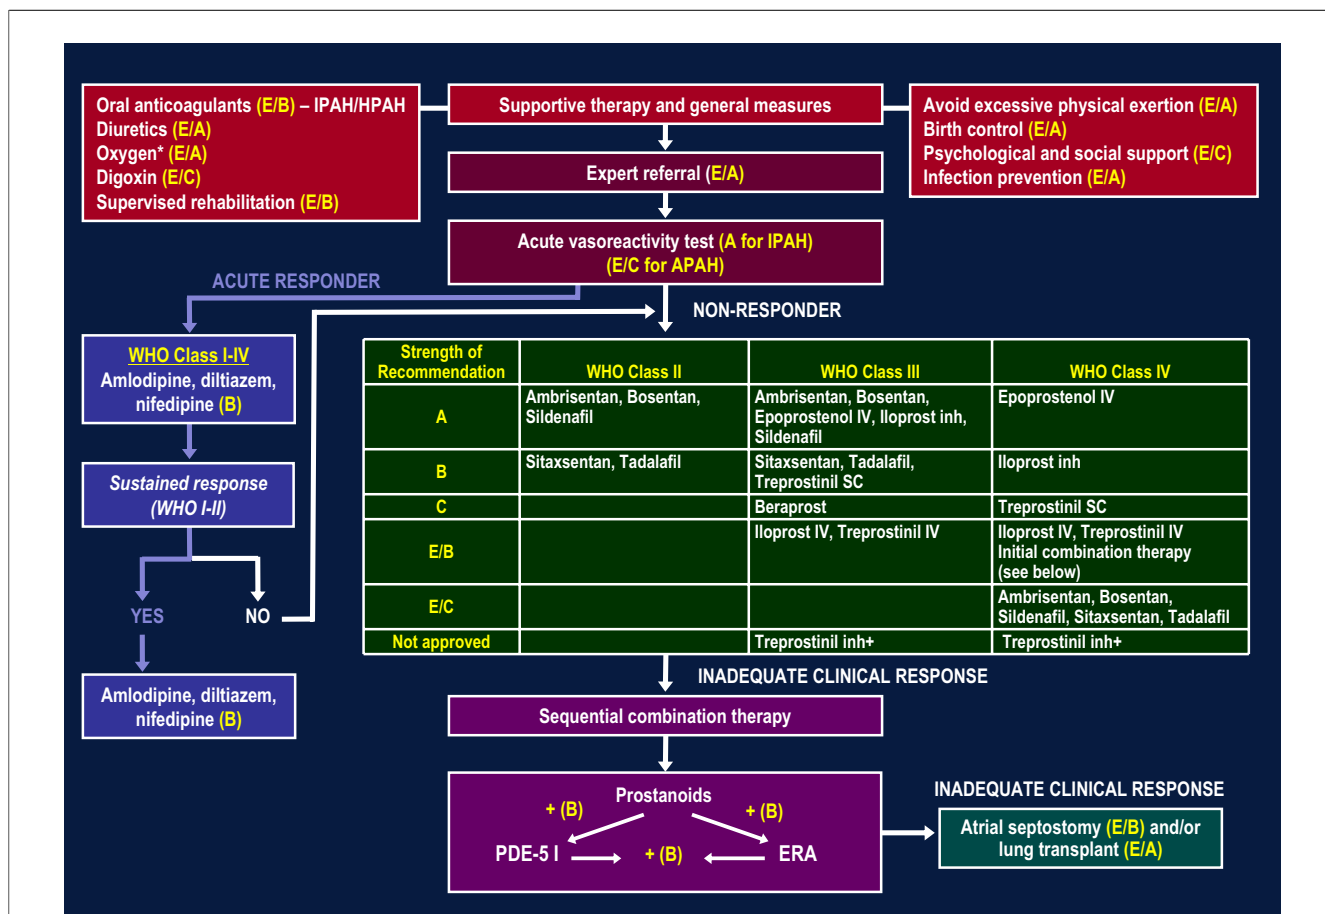 Oral anticoagulants (E/B) – IPAH/HPAH
Diuretics (E/A)
Oxygen* (E/A)
Digoxin (E/C)
Supervised rehabilitation (E/B)
Supportive therapy and general measures
Avoid excessive physical exertion (E/A)
Birth control (E/A)
Psychological and social support (E/C)
Infection prevention (E/A)
Expert referral (E/A)
Acute vasoreactivity test (A for IPAH)
(E/C for APAH)
ACUTE RESPONDER
NON-RESPONDER
WHO Class I-IV
Amlodipine, diltiazem,
nifedipine (B)
Sustained response
(WHO I-II)
YES
NO
Amlodipine, diltiazem,
nifedipine (B)
Strength of
Recommendation
WHO Class II
WHO Class III
WHO Class IV
A
Ambrisentan, Bosentan,
Sildenafil
Ambrisentan, Bosentan,
Epoprostenol IV, Iloprost inh,
Sildenafil
Epoprostenol IV
B
Sitaxsentan, Tadalafil
Sitaxsentan, Tadalafil,
Treprostinil SC
Iloprost inh
C
Beraprost
Treprostinil SC
E/B
Iloprost IV, Treprostinil IV
Iloprost IV, Treprostinil IV
Initial combination therapy
(see below)
E/C
Ambrisentan, Bosentan,
Sildenafil, Sitaxsentan, Tadalafil
Not approved
Treprostinil inh+
Treprostinil inh+
INADEQUATE CLINICAL RESPONSE
Sequential combination therapy
Prostanoids
+ (B)
+ (B)
PDE-5 I
+ (B)
ERA
INADEQUATE CLINICAL RESPONSE
Atrial septostomy (E/B) and/or
lung transplant (E/A)